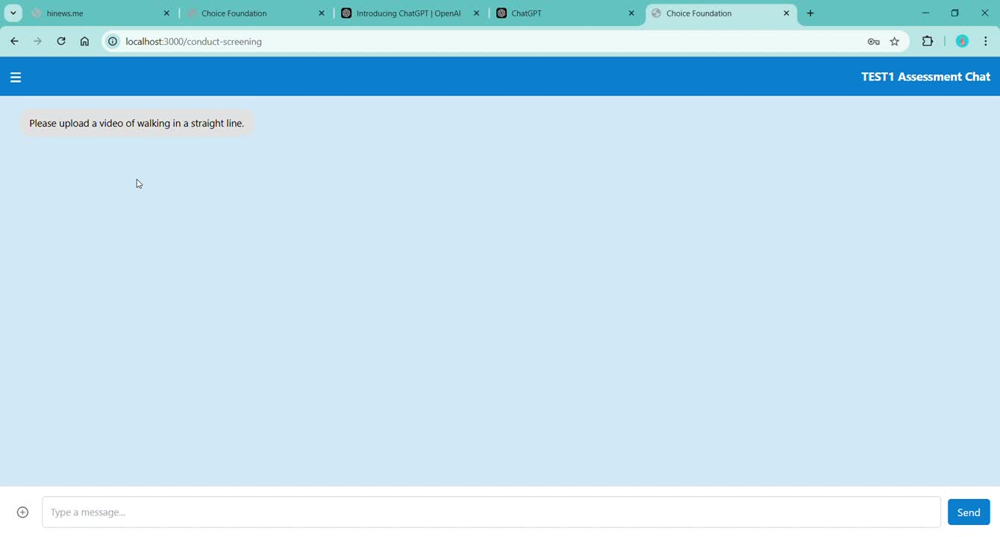 hinews.me
Choice Foundation
Introducing ChatGPT | OpenAI
ChatGPT
Choice Foundation
localhost:3000/conduct-screening
TEST1 Assessment Chat
Please upload a video of walking in a straight line.
Type a message...
Send